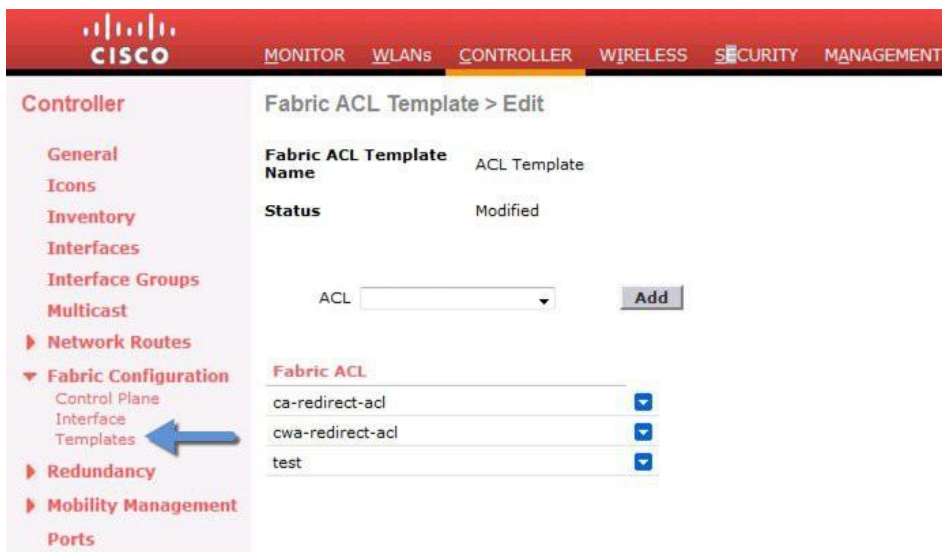 CISCO
MONITOR WLANs CONTROLLER WIRELESS SECURITY MANAGEMENT
Controller
General
Icons
Inventory
Interfaces
Interface Groups
Multicast
Network Routes
Fabric Configuration
Control Plane
Interface
Templates
Redundancy
Mobility Management
Ports
Fabric ACL Template > Edit
Fabric ACL Template
Name
ACL Template
Status Modified
ACL Add
Fabric ACL
ca-redirect-acl
cwa-redirect-acl
test